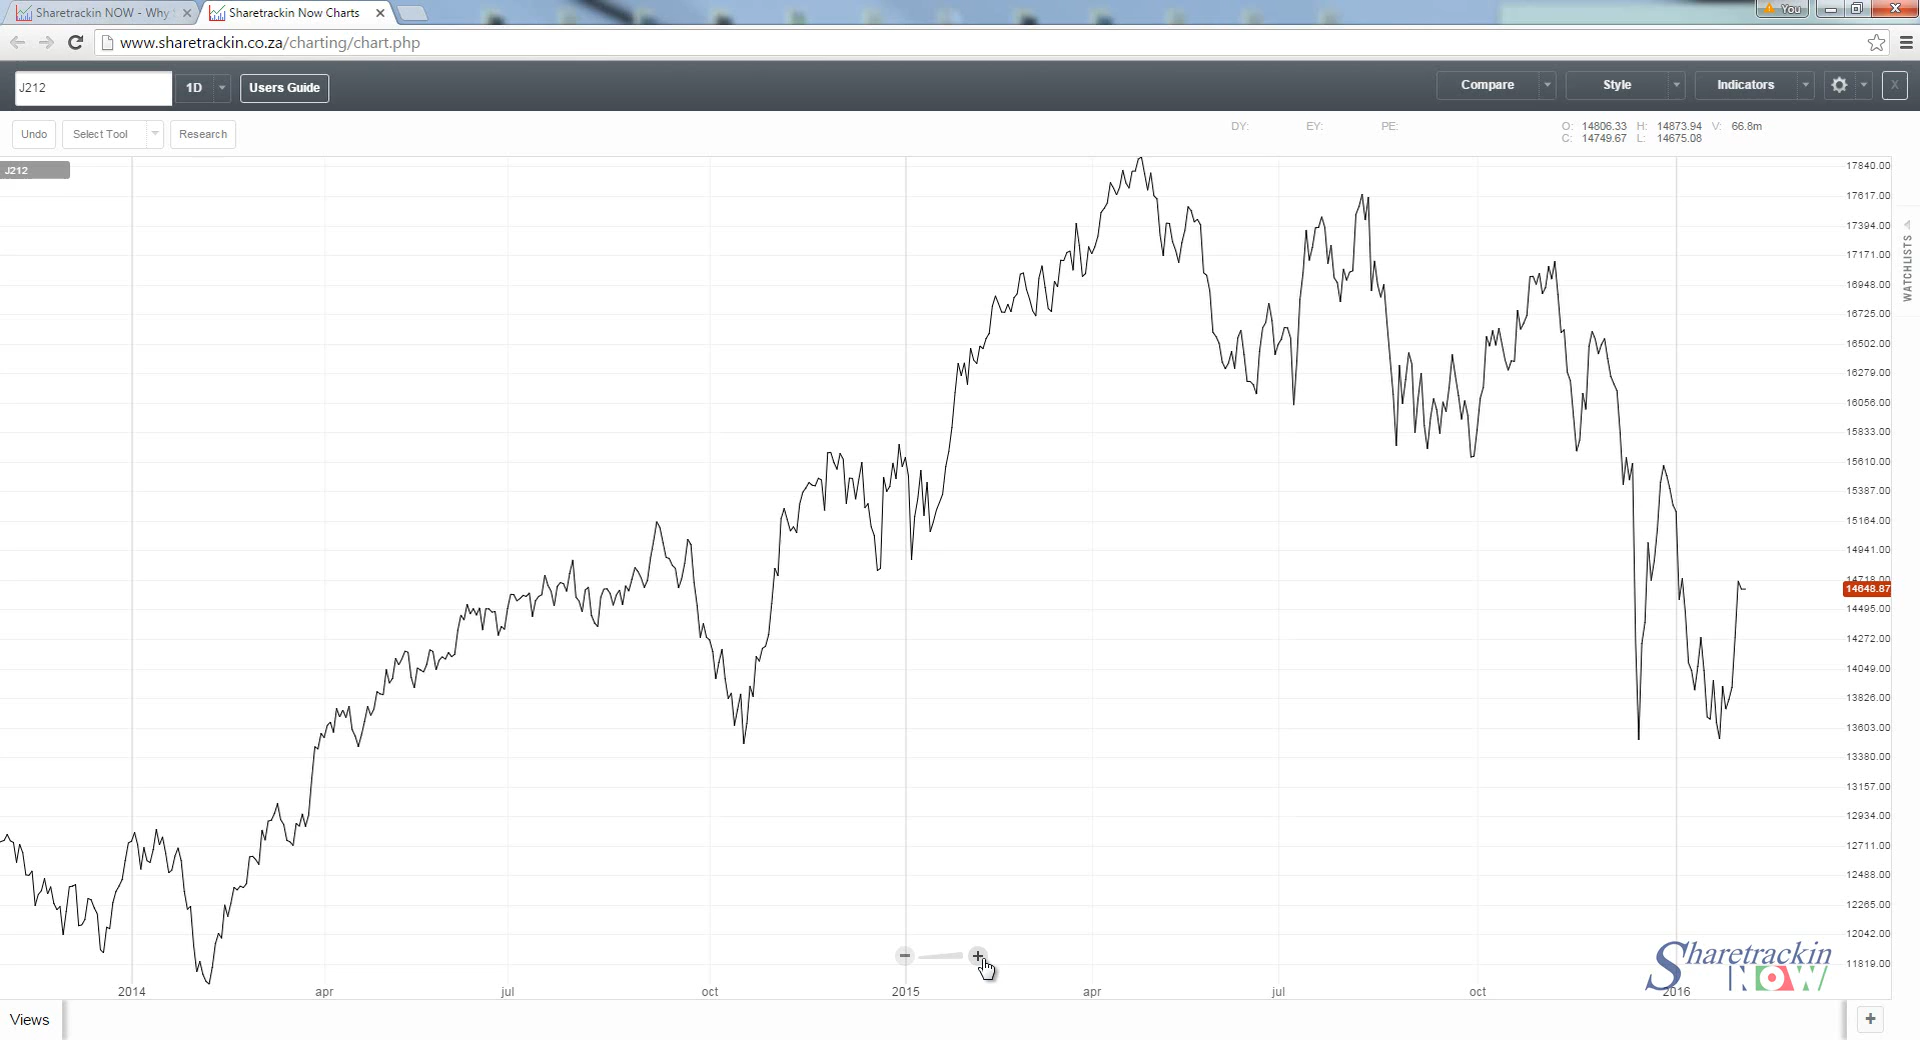 Sharetrackin NOW - Why
Sharetrackin Now Charts
You
www.sharetrackin.co.za/charting/chart.php
J212
1D
Users Guide
Compare
Style
Indicators
X
Undo
Select Tool
Research
DY:
EY:
PE:
O: 14806.33 H: 14873.94 V: 66.8m
C: 14749.67 L: 14675.08
J212
17840.00
17617.00
17394.00
17171.00
16948.00
16725.00
16502.00
16279.00
16056.00
15833.00
15610.00
15387.00
15164.00
14941.00
14718.00
14648.87
14495.00
14272.00
14049.00
13826.00
13603.00
13380.00
13157.00
12934.00
12711.00
12488.00
12265.00
12042.00
11819.00
WATCHLISTS
Sharetrackin
NOW
2014 apr jul oct 2015 apr jul oct 2016
Views